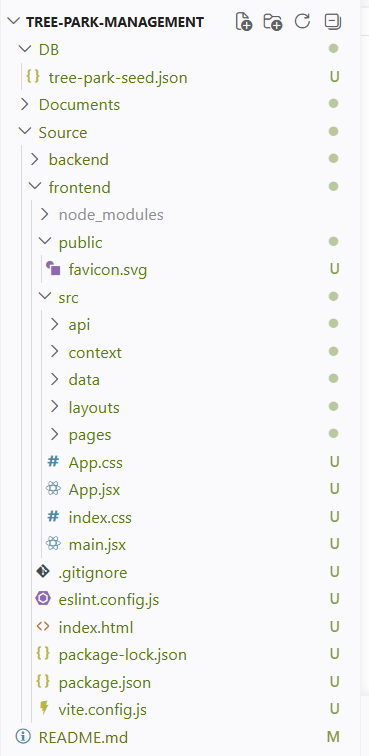 TREE-PARK-MANAGEMENT
DB
{} tree-park-seed.json U
Documents
Source
backend
frontend
node_modules
public
favicon.svg U
src
api
context
data
layouts
pages
# App.css U
App.jsx U
# index.css U
main.jsx U
.gitignore U
eslint.config.js U
<> index.html U
{} package-lock.json U
{} package.json U
vite.config.js U
README.md M